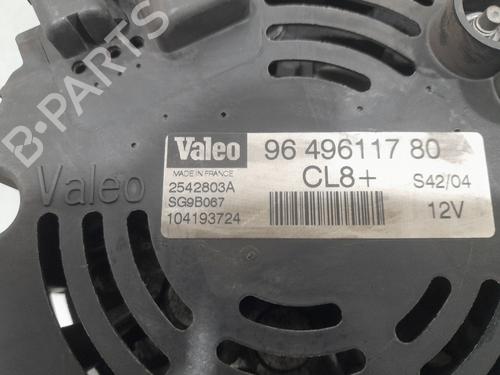 B-PARTS
Valeo
Valeo
96 496117 80
MADE IN FRANCE
CL8+
S42/04
2542803A
SG9B067
12V
104193724